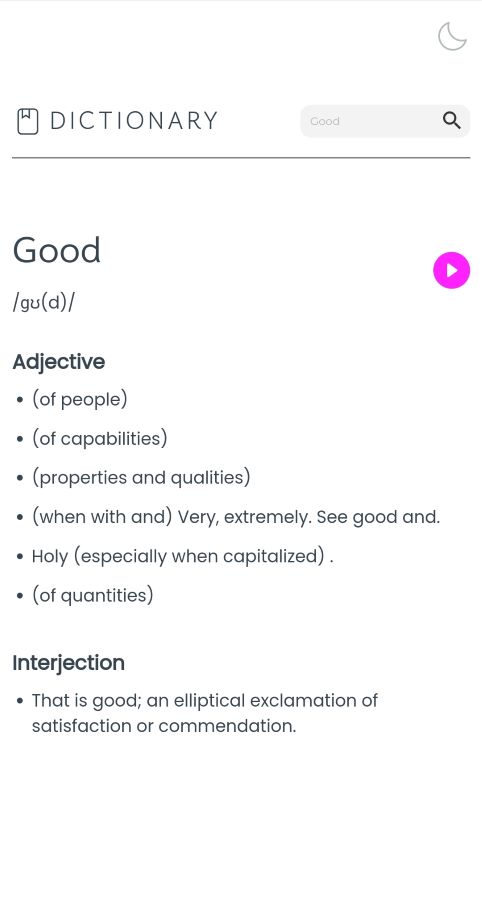 DICTIONARY
Good
Good
/ɡʊ(d)/
Adjective
• (of people)
• (of capabilities)
• (properties and qualities)
• (when with and) Very, extremely. See good and.
• Holy (especially when capitalized) .
• (of quantities)
Interjection
• That is good; an elliptical exclamation of
satisfaction or commendation.